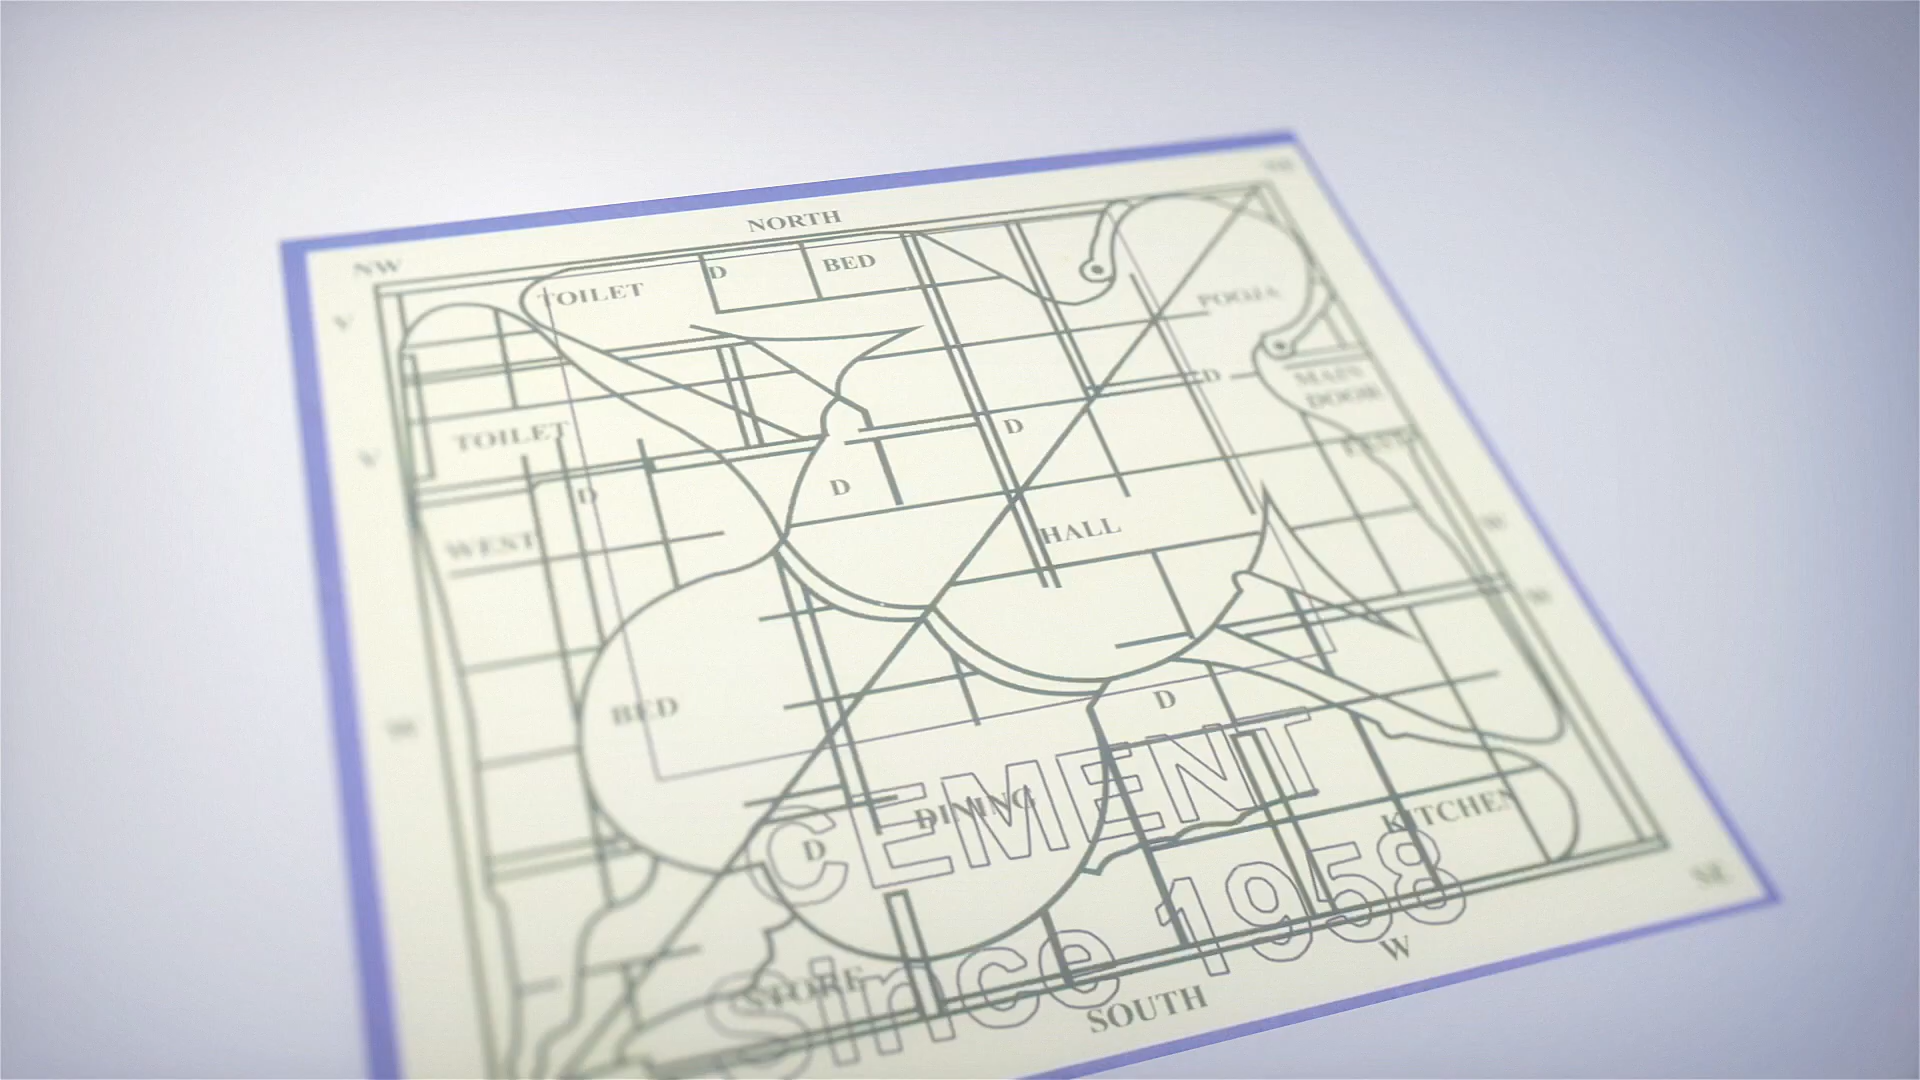 NORTH
NW
TOILET
D
BED
POOJA
D
MAIN
DOOR
TOILET
D
D
D
WEST
HALL
BED
D
CEMENT
DINING
D
KITCHEN
since 1958
STORE
W
SE
SOUTH